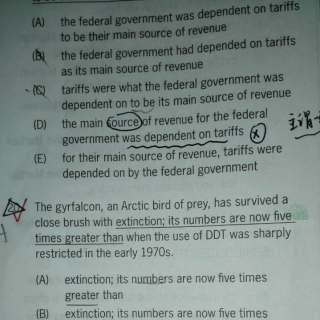 (A) the federal government was dependent on tariffs
to be their main source of revenue
(B) the federal government had depended on tariffs
as its main source of revenue
(C) tariffs were what the federal government was
dependent on to be its main source of revenue
(D) the main source of revenue for the federal
government was dependent on tariffs
主谓
(E) for their main source of revenue, tariffs were
depended on by the federal government
20. The gyrfalcon, an Arctic bird of prey, has survived a
close brush with extinction; its numbers are now five
times greater than when the use of DDT was sharply
restricted in the early 1970s.
(A) extinction; its numbers are now five times
greater than
(B) extinction; its numbers are now five times